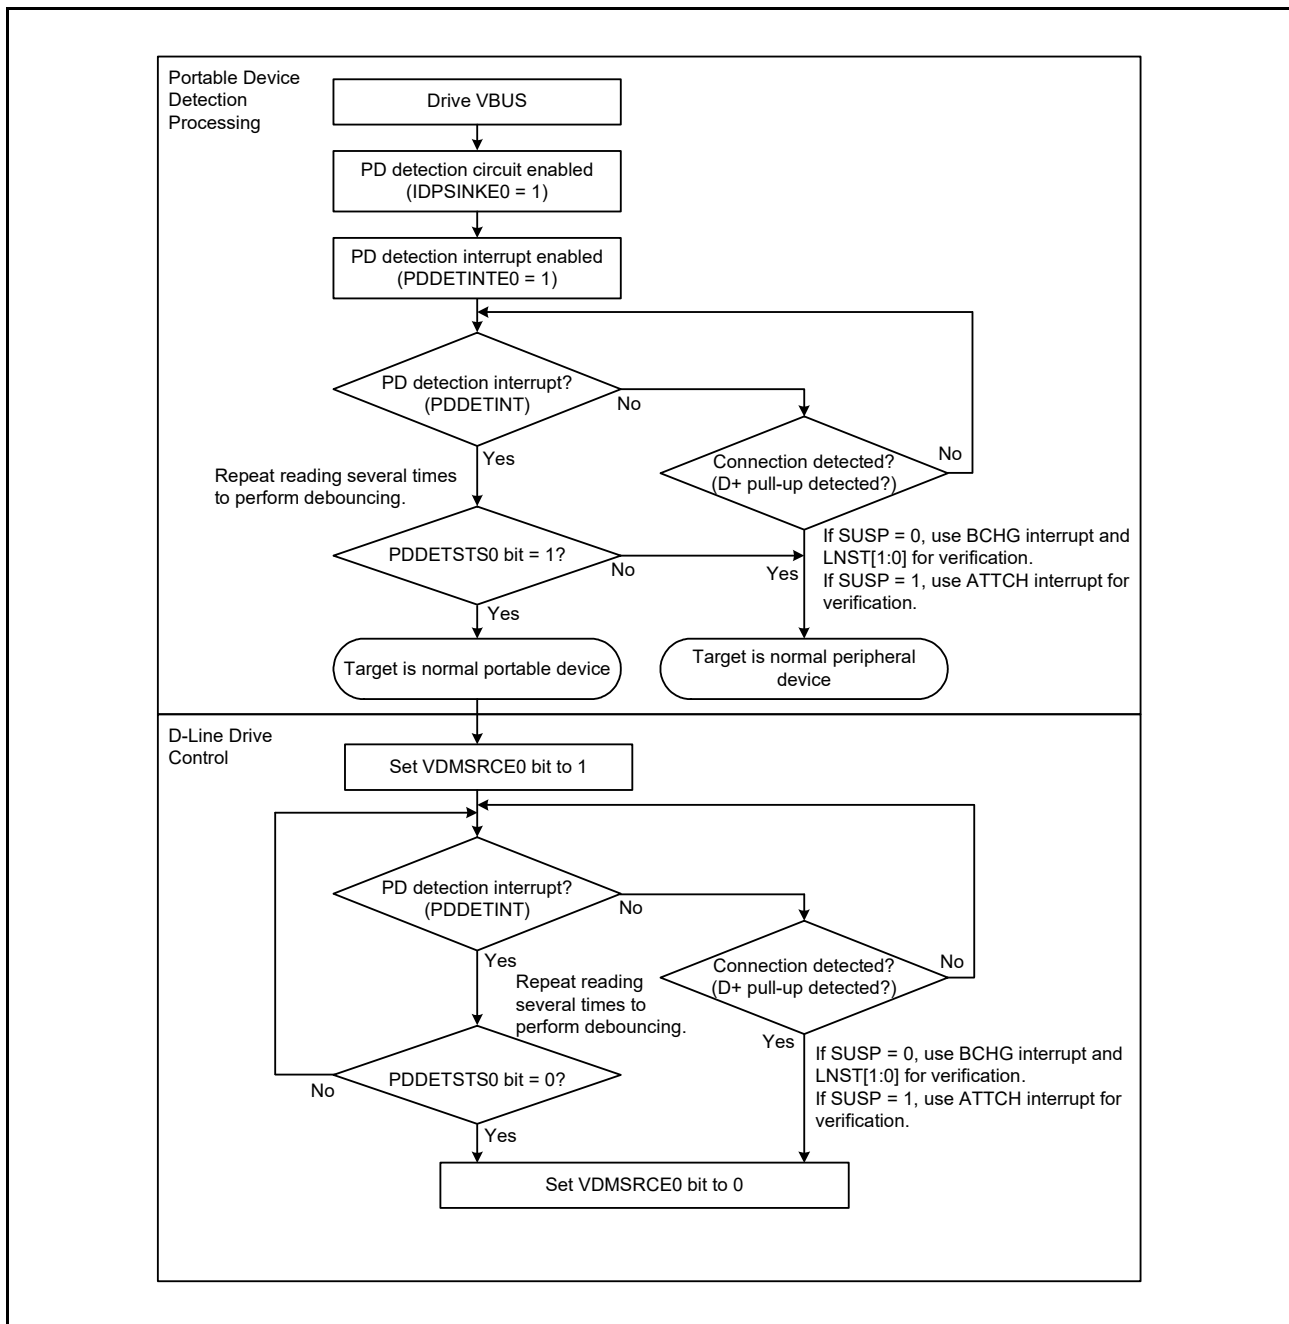 Portable Device
Detection
Processing
Drive VBUS
PD detection circuit enabled
(IDPSINKE0 = 1)
PD detection interrupt enabled
(PDDETINTE0 = 1)
PD detection interrupt?
(PDDETINT)
No
Yes
Connection detected?
(D+ pull-up detected?)
No
Repeat reading several times
to perform debouncing.
PDDETSTS0 bit = 1?
No
Yes
Yes
If SUSP = 0, use BCHG interrupt and
LNST[1:0] for verification.
If SUSP = 1, use ATTCH interrupt for
verification.
Target is normal portable device
Target is normal peripheral
device
D-Line Drive
Control
Set VDMSRCE0 bit to 1
PD detection interrupt?
(PDDETINT)
No
Yes
Connection detected?
(D+ pull-up detected?)
No
Repeat reading
several times to
perform debouncing.
PDDETSTS0 bit = 0?
No
Yes
Yes
If SUSP = 0, use BCHG interrupt and
LNST[1:0] for verification.
If SUSP = 1, use ATTCH interrupt for
verification.
Set VDMSRCE0 bit to 0